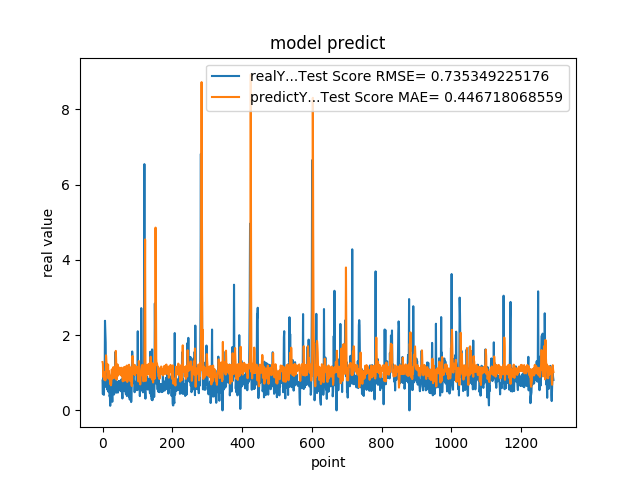 model predict
realY...Test Score RMSE= 0.735349225176
predictY...Test Score MAE= 0.446718068559
real value
8
6
4
2
0
0 200 400 600 800 1000 1200
point